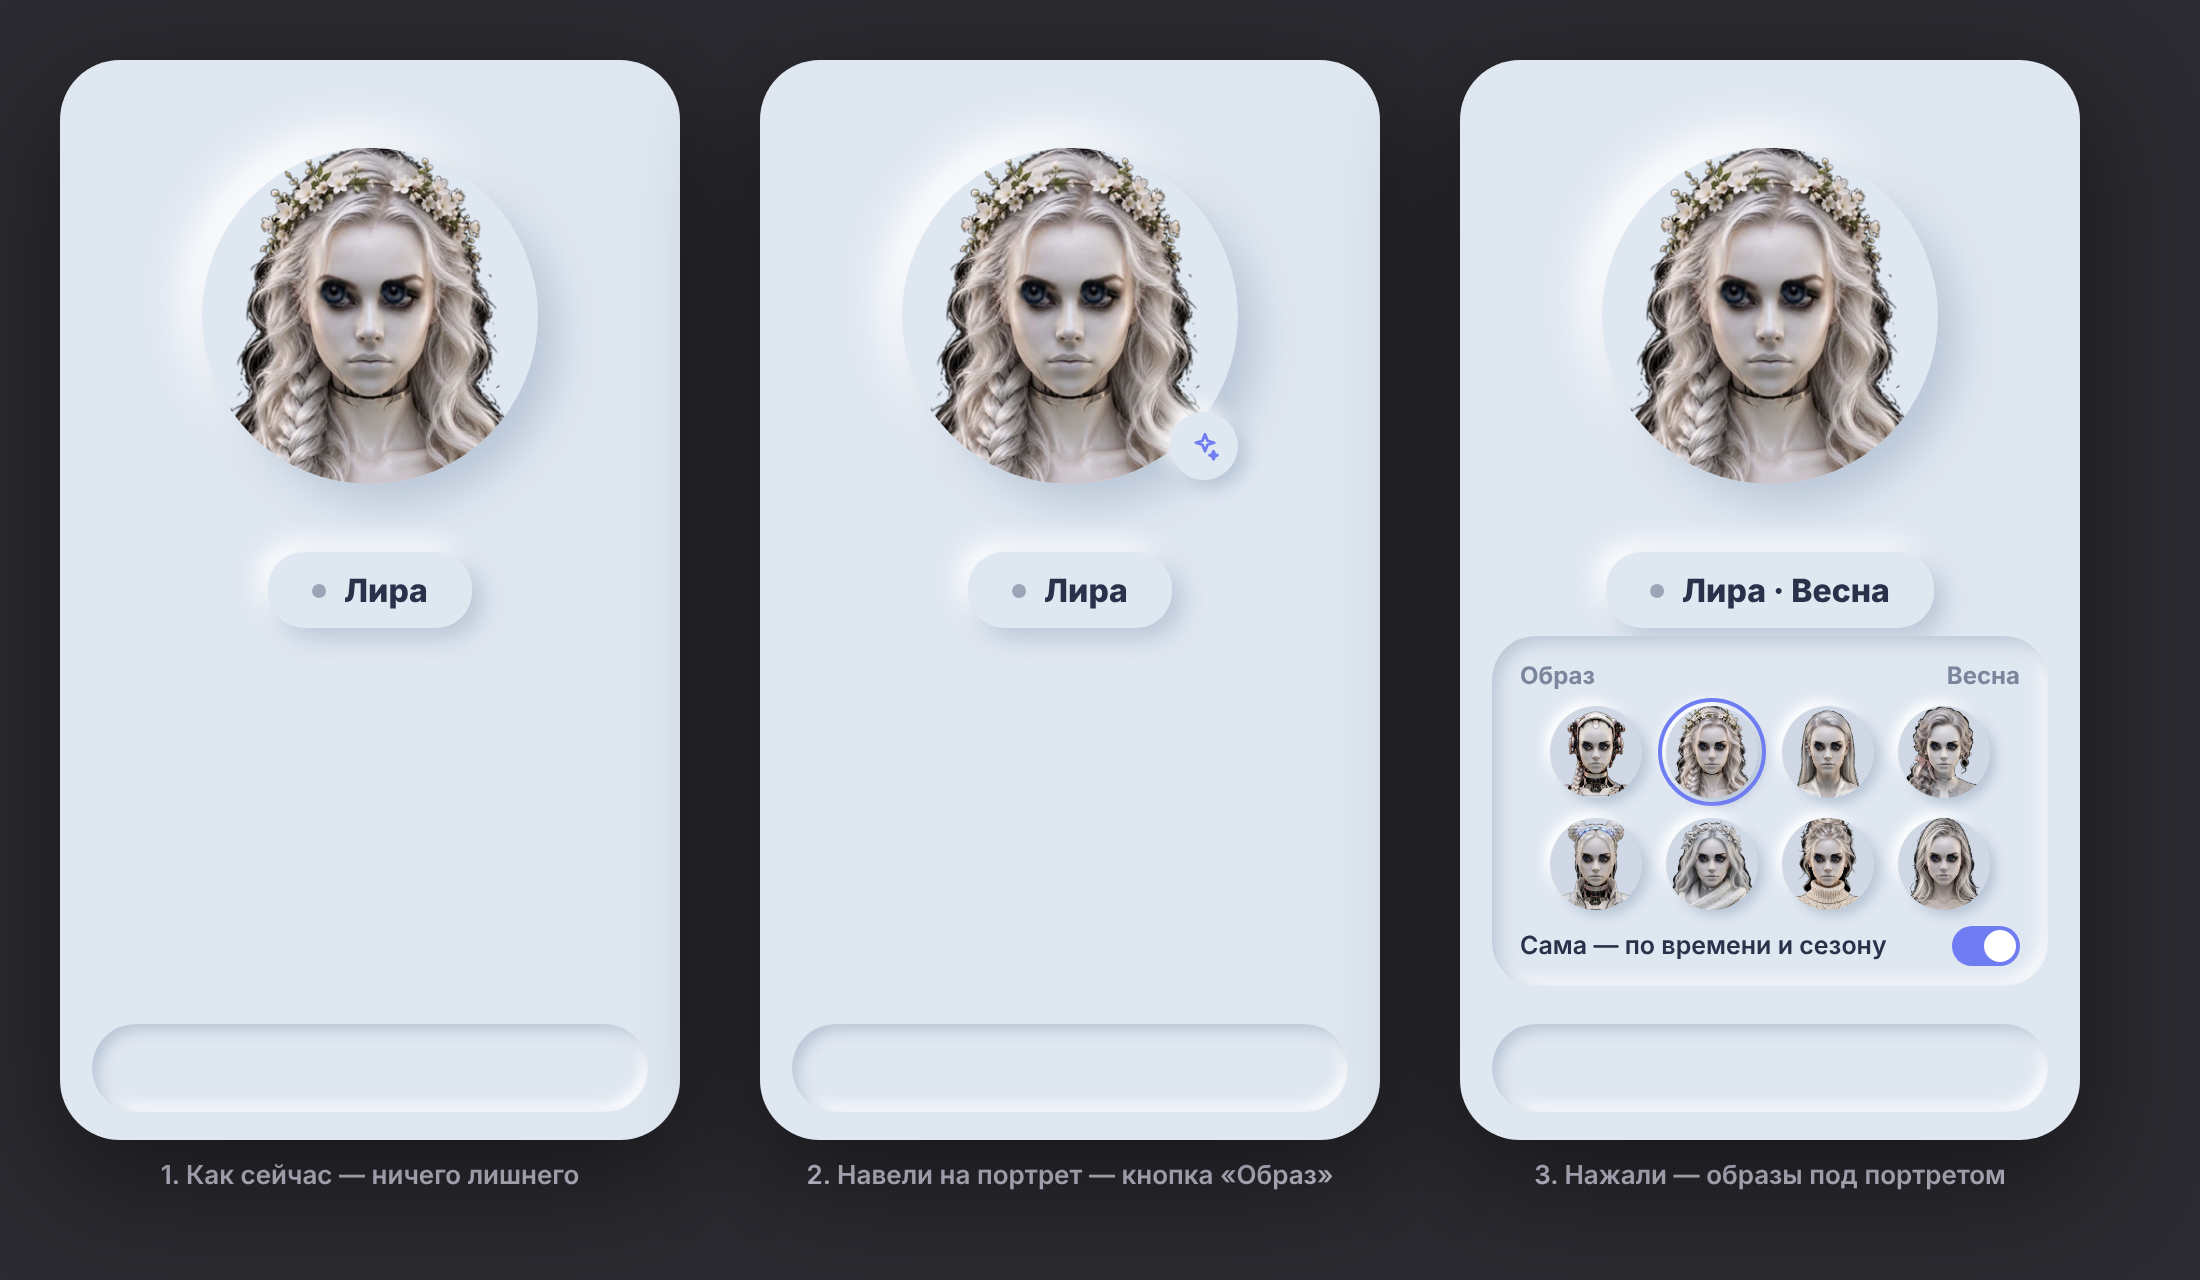 Лира
Лира
Лира · Весна
Образ
Весна
Сама — по времени и сезону
1. Как сейчас — ничего лишнего
2. Навели на портрет — кнопка «Образ»
3. Нажали — образы под портретом